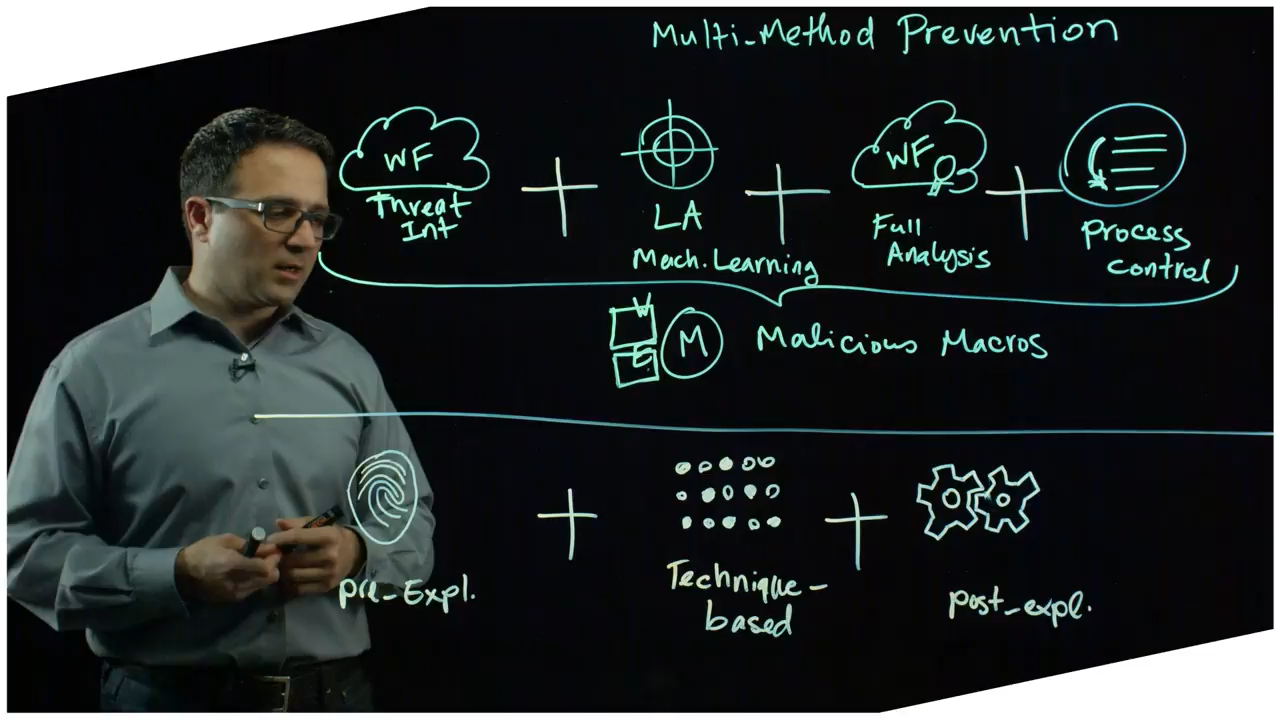 Multi-Method Prevention
WF
Threat
Int
LA
Mach. Learning
WF
Full
Analysis
Process
control
W
E
M
Malicious Macros
pre-Expl.
Technique-
based
post-expl.